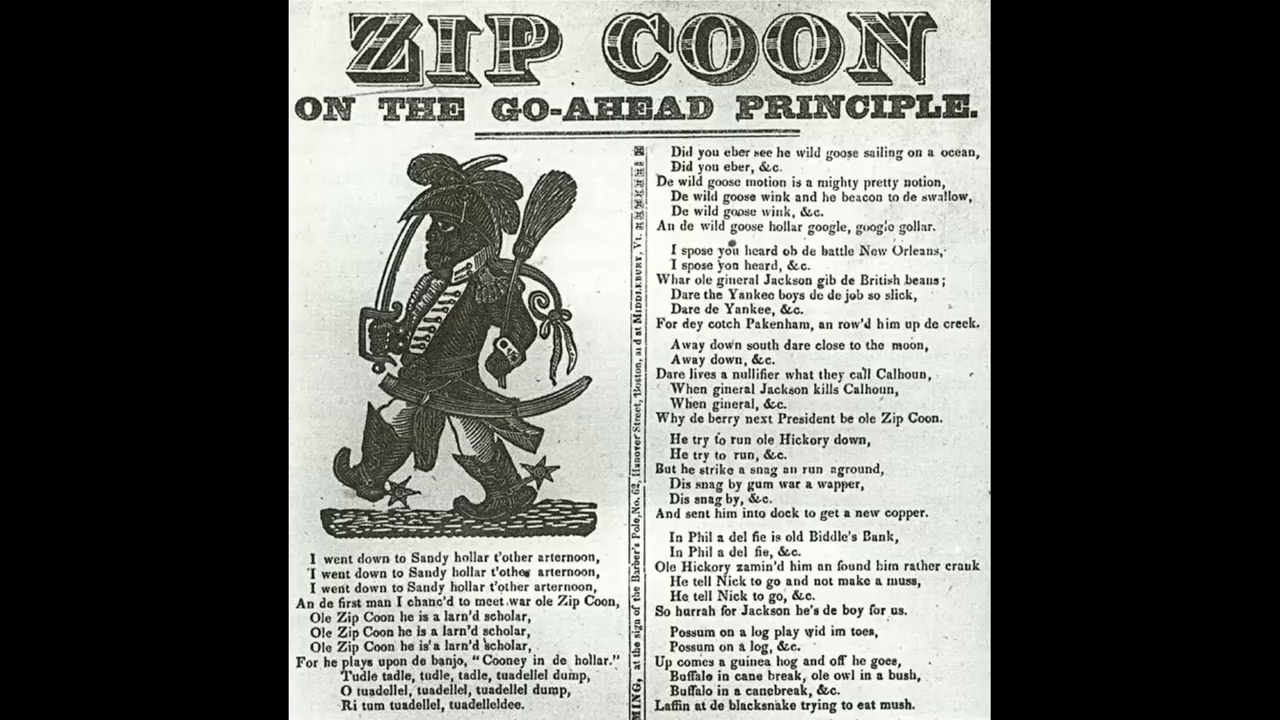 ZIP COON
ON THE GO-AHEAD PRINCIPLE.
I went down to Sandy hollar t'other arternoon,
I went down to Sandy hollar t'other arternoon,
I went down to Sandy hollar t'other arternoon,
An de first man I chanc'd to meet war ole Zip Coon,
Ole Zip Coon he is a larn'd scholar,
Ole Zip Coon he is a larn'd scholar,
Ole Zip Coon he is a larn'd scholar,
For he plays upon de banjo, "Cooney in de hollar."
Tudle tadle, tudle, tadle, tuadellel dump,
O tuadellel, tuadellel, tuadellel dump,
Ri tum tuadellel, tuadelleldee.
MING, at the sign of the Barber's Pole, No. 62, Hanover Street, Boston, and at MIDDLEBURY, Vt.
Did you eber see he wild goose sailing on a ocean,
Did you eber, &c.
De wild goose motion is a mighty pretty notion,
De wild goose wink and he beacon to de swallow,
De wild goose wink, &c.
An de wild goose hollar google, google gollar.
I spose you heard ob de battle New Orleans,
I spose you heard, &c.
Whar ole gineral Jackson gib de British beans;
Dare the Yankee boys de de job so slick,
Dare de Yankee, &c.
For dey cotch Pakenham, an row'd him up de creek.
Away down south dare close to the moon,
Away down, &c.
Dare lives a nullifier what they call Calhoun,
When gineral Jackson kills Calhoun,
When gineral, &c.
Why de berry next President be ole Zip Coon.
He try to run ole Hickory down,
He try to run, &c.
But he strike a snag an run aground,
Dis snag by gum war a wapper,
Dis snag by, &c.
And sent him into dock to get a new copper.
In Phil a del fie is old Biddle's Bank,
In Phil a del fie, &c.
Ole Hickory zamin'd him an found him rather crank
He tell Nick to go and not make a muss,
He tell Nick to go, &c.
So hurrah for Jackson he's de boy for us.
Possum on a log play wid im toes,
Possum on a log, &c.
Up comes a guinea hog and off he goes,
Buffalo in cane break, ole owl in a bush,
Buffalo in a canebreak, &c.
Laffin at de blacksnake trying to eat mush.